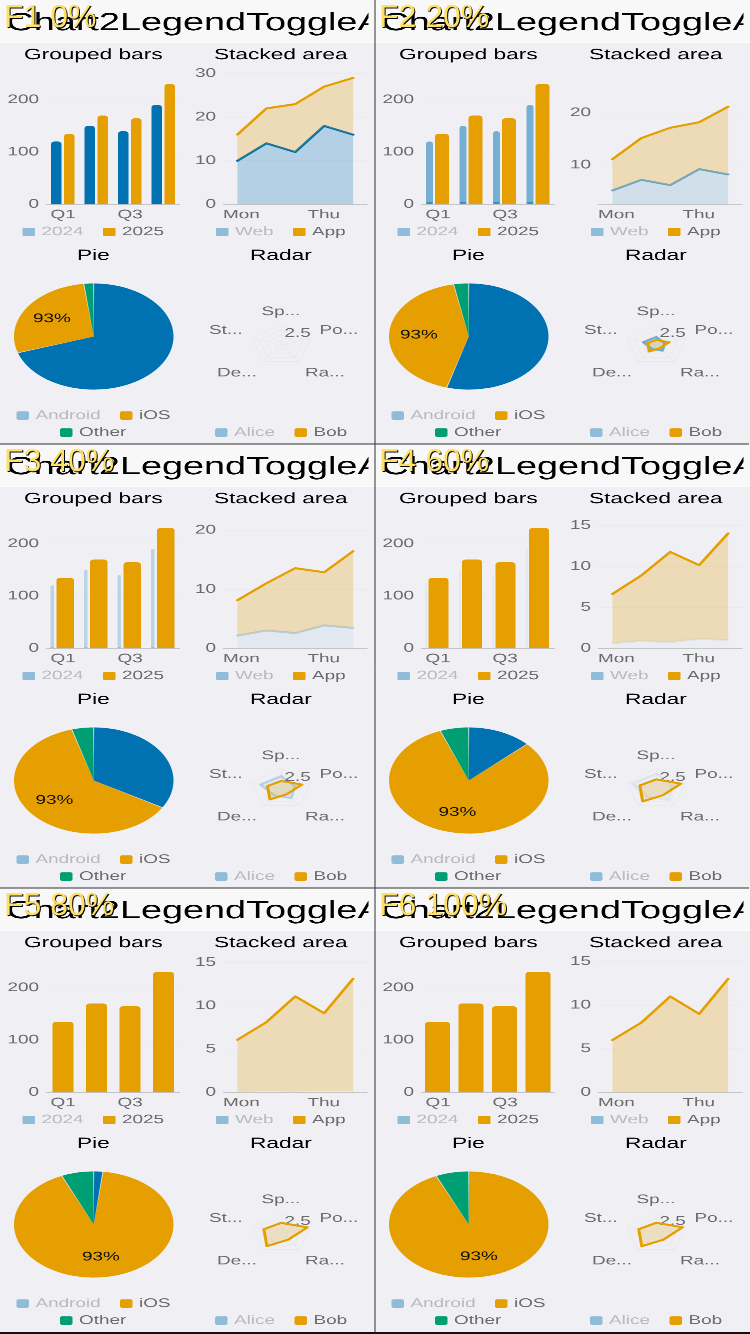 F1 0%
Chart2LegendToggleA
Grouped bars Stacked area
30
200
20
100
10
0 0
Q1 Q3 Mon Thu
2024 2025 Web App
Pie Radar
Sp...
93% St... 2.5 Po...
De... Ra...
Android iOS
Other Alice Bob
F2 20%
Chart2LegendToggleA
Grouped bars Stacked area
200 20
100 10
0
Q1 Q3 Mon Thu
2024 2025 Web App
Pie Radar
Sp...
93% St... 2.5 Po...
De... Ra...
Android iOS
Other Alice Bob
F3 40%
Chart2LegendToggleA
Grouped bars Stacked area
20
200
10
100
0 0
Q1 Q3 Mon Thu
2024 2025 Web App
Pie Radar
Sp...
St... 2.5 Po...
93% De... Ra...
Android iOS
Other Alice Bob
F4 60%
Chart2LegendToggleA
Grouped bars Stacked area
15
200
10
100 5
0 0
Q1 Q3 Mon Thu
2024 2025 Web App
Pie Radar
Sp...
St... 2.5 Po...
93% De... Ra...
Android iOS
Other Alice Bob
F5 80%
Chart2LegendToggleA
Grouped bars Stacked area
15
200
10
100 5
0 0
Q1 Q3 Mon Thu
2024 2025 Web App
Pie Radar
Sp...
St... 2.5 Po...
93% De... Ra...
Android iOS
Other Alice Bob
F6 100%
Chart2LegendToggleA
Grouped bars Stacked area
15
200
10
100 5
0 0
Q1 Q3 Mon Thu
2024 2025 Web App
Pie Radar
Sp...
St... 2.5 Po...
93% De... Ra...
Android iOS
Other Alice Bob